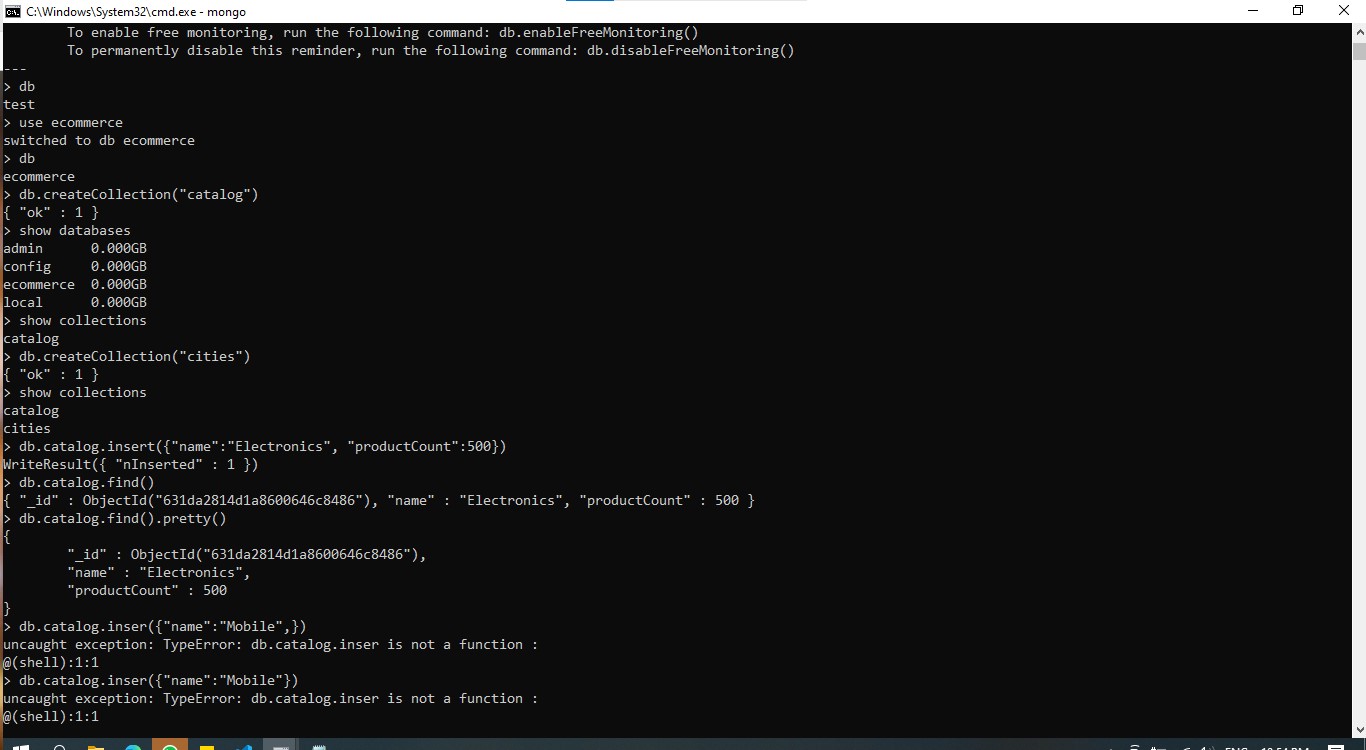 C:\Windows\System32\cmd.exe - mongo
To enable free monitoring, run the following command: db.enableFreeMonitoring()
To permanently disable this reminder, run the following command: db.disableFreeMonitoring()
---
> db
test
> use ecommerce
switched to db ecommerce
> db
ecommerce
> db.createCollection("catalog")
{ "ok" : 1 }
> show databases
admin      0.000GB
config     0.000GB
ecommerce  0.000GB
local      0.000GB
> show collections
catalog
> db.createCollection("cities")
{ "ok" : 1 }
> show collections
catalog
cities
> db.catalog.insert({"name":"Electronics", "productCount":500})
WriteResult({ "nInserted" : 1 })
> db.catalog.find()
{ "_id" : ObjectId("631da2814d1a8600646c8486"), "name" : "Electronics", "productCount" : 500 }
> db.catalog.find().pretty()
{
"_id" : ObjectId("631da2814d1a8600646c8486"),
"name" : "Electronics",
"productCount" : 500
}
> db.catalog.inser({"name":"Mobile",})
uncaught exception: TypeError: db.catalog.inser is not a function :
@(shell):1:1
> db.catalog.inser({"name":"Mobile"})
uncaught exception: TypeError: db.catalog.inser is not a function :
@(shell):1:1